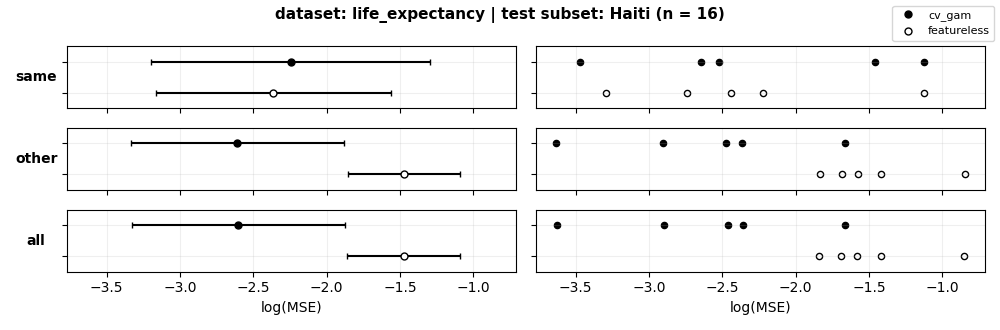 dataset: life_expectancy | test subset: Haiti (n = 16)
cv_gam
featureless
same
other
all
−3.5 −3.0 −2.5 −2.0 −1.5 −1.0
−3.5 −3.0 −2.5 −2.0 −1.5 −1.0
log(MSE)
log(MSE)